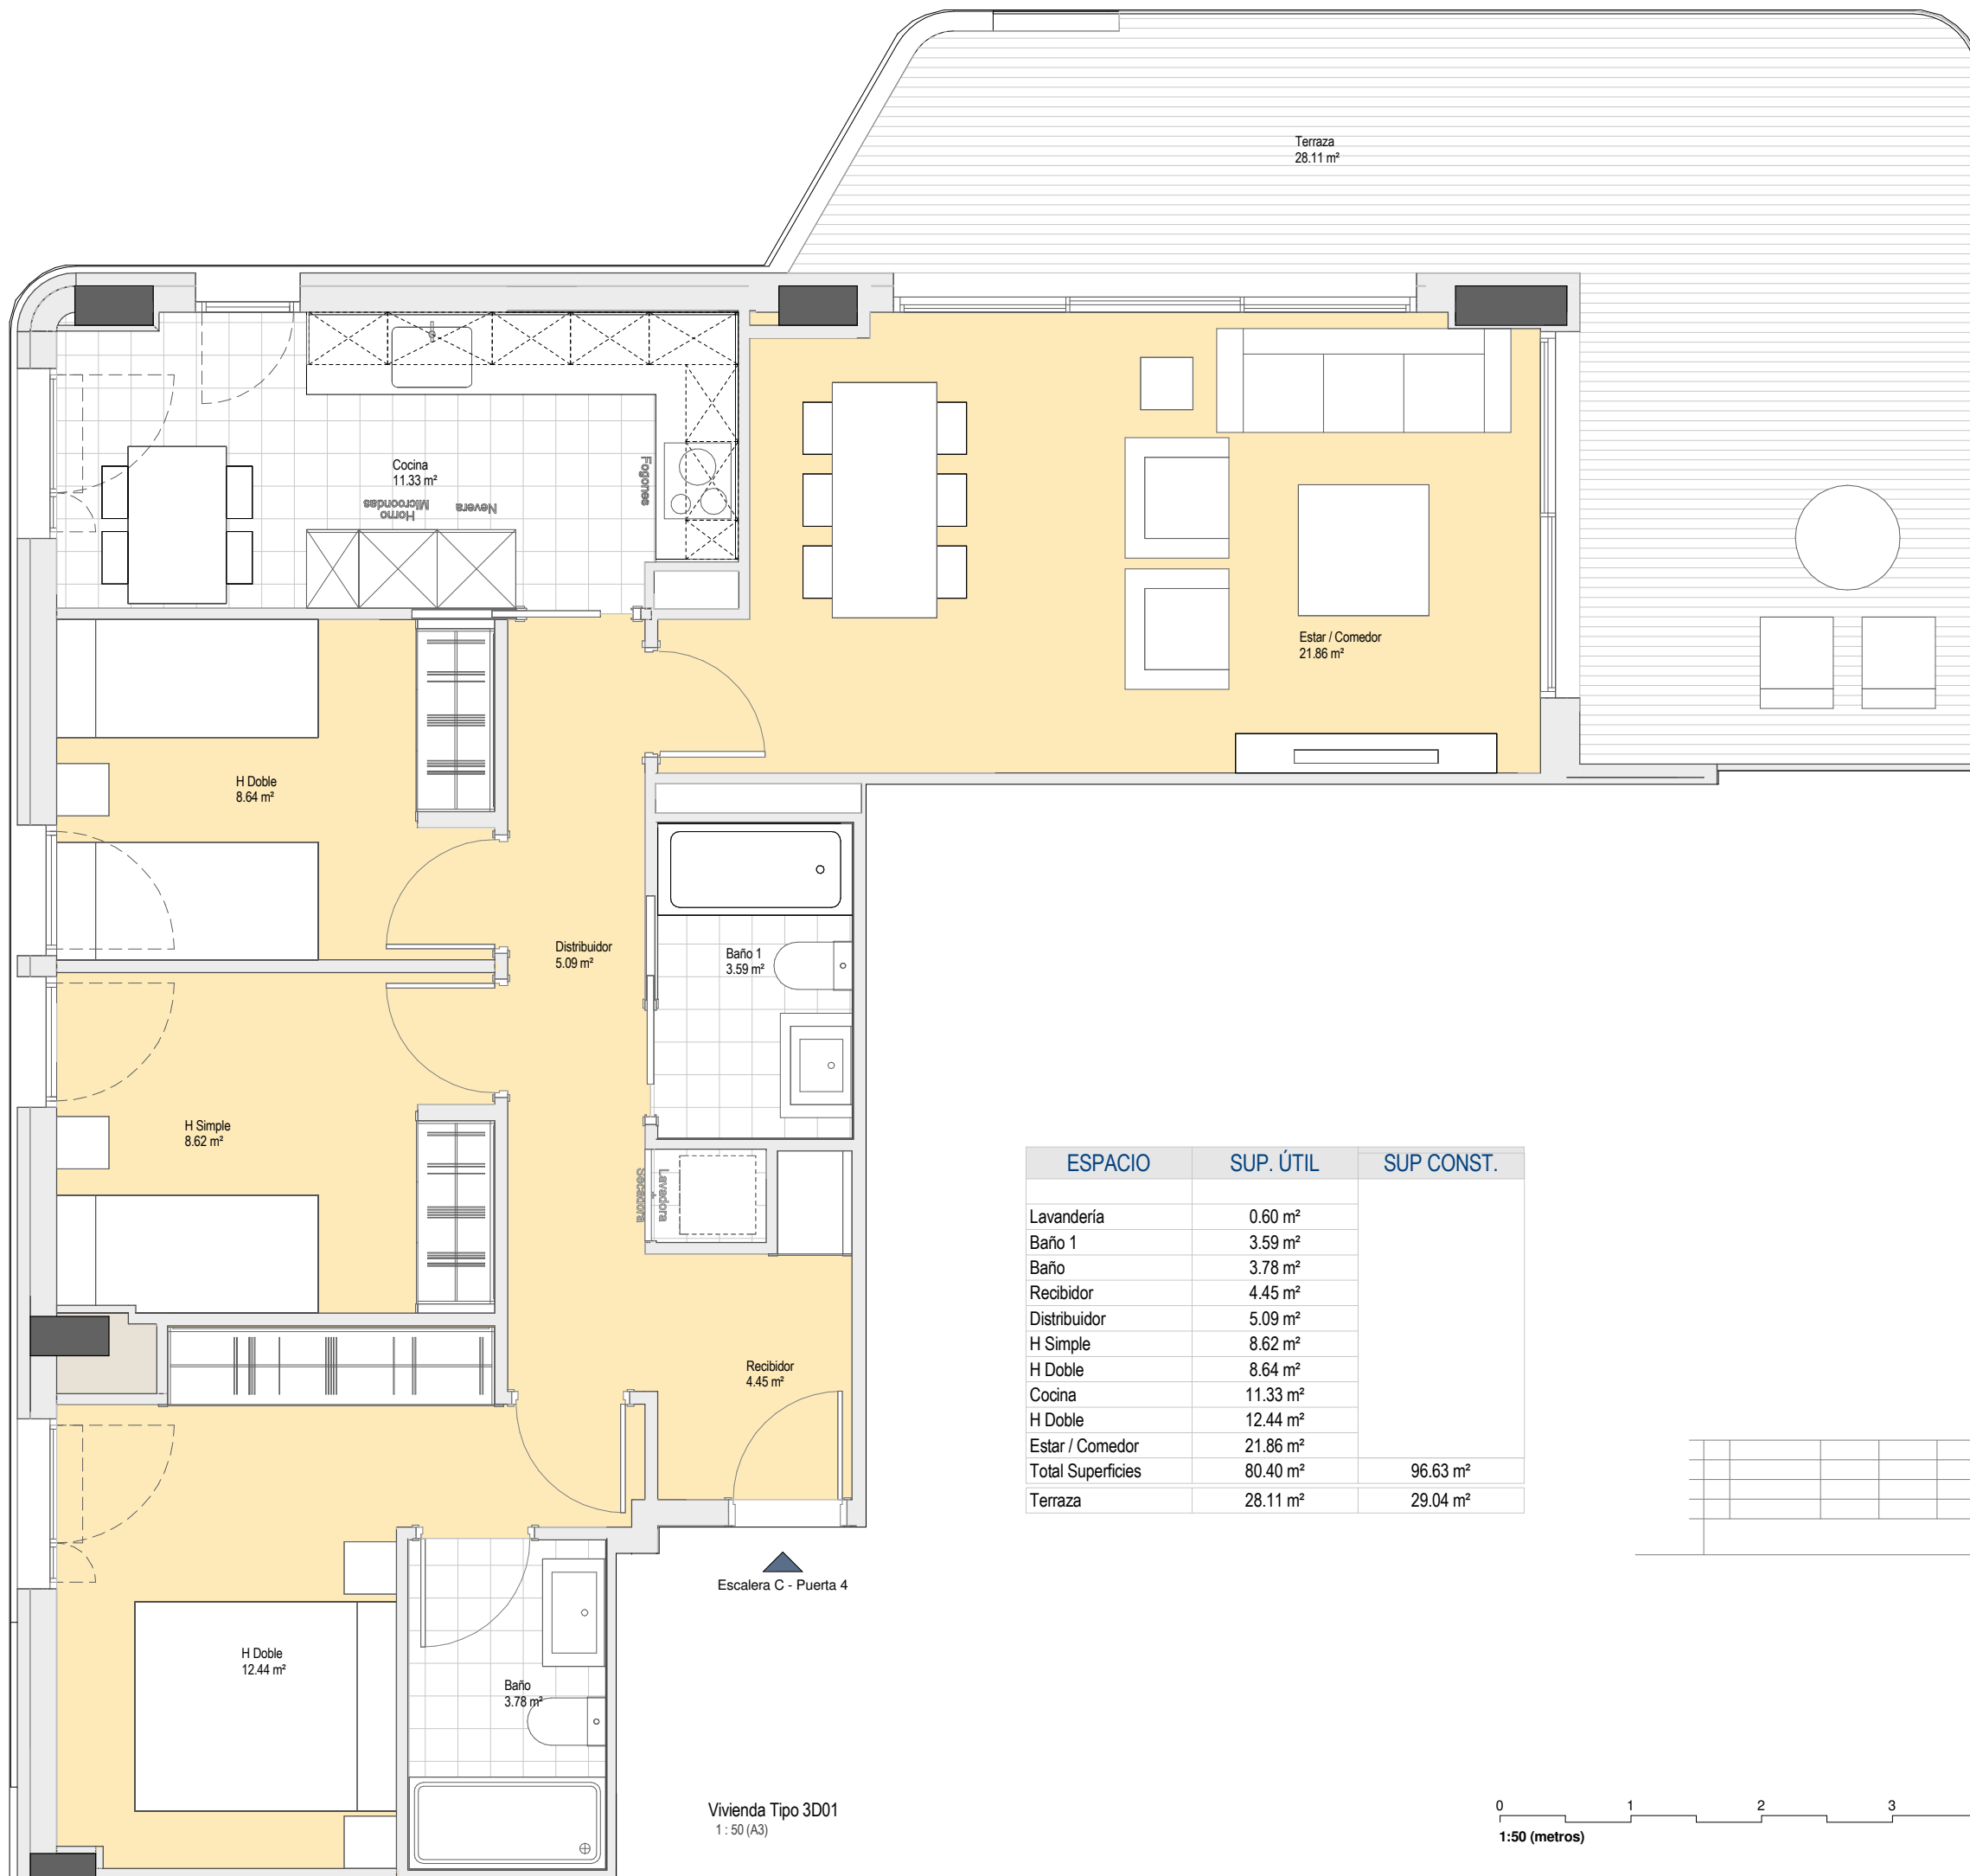 Terraza
28.11 m²
Cocina
11.33 m²
Horno
Microondas
Nevera
Fogones
Estar / Comedor
21.86 m²
H Doble
8.64 m²
Distribuidor
5.09 m²
Baño 1
3.59 m²
H Simple
8.62 m²
Lavadora
+
Secadora
Recibidor
4.45 m²
ESPACIO SUP. ÚTIL SUP CONST.
Lavandería 0.60 m²
Baño 1 3.59 m²
Baño 3.78 m²
Recibidor 4.45 m²
Distribuidor 5.09 m²
H Simple 8.62 m²
H Doble 8.64 m²
Cocina 11.33 m²
H Doble 12.44 m²
Estar / Comedor 21.86 m²
Total Superficies 80.40 m² 96.63 m²
Terraza 28.11 m² 29.04 m²
Escalera C - Puerta 4
H Doble
12.44 m²
Baño
3.78 m²
Vivienda Tipo 3D01
1 : 50 (A3)
0 1 2 3
1:50 (metros)